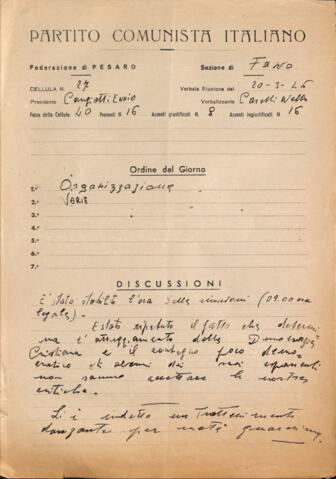 PARTITO COMUNISTA ITALIANO
Federazione di PESARO Sezione di Fano
CELLULA N. 27 Verbale Riunione del 20-3-46
Presidente Ennio Verbalizzante Caselli Nello
Forza della Cellula 40 Presenti N 16 Assenti giustificati N. 8 Assenti ingiustificati N 16
Ordine del Giorno
1.° Organizzazione
2.° Varie
3.°
4.°
5.°
6.°
7.°
DISCUSSIONI
È stato stabilita l'ora delle riunioni (09.00 ora
legale).
È stato ripetuto il fatto che determi
na l'atteggiamento della Democrazia
Cristiana e il contegno poco demo
cratico di alcuni dei suoi esponenti
non sanno accettare le nostre
critiche.
Si è indetto un Trattenimento
danzante per metà